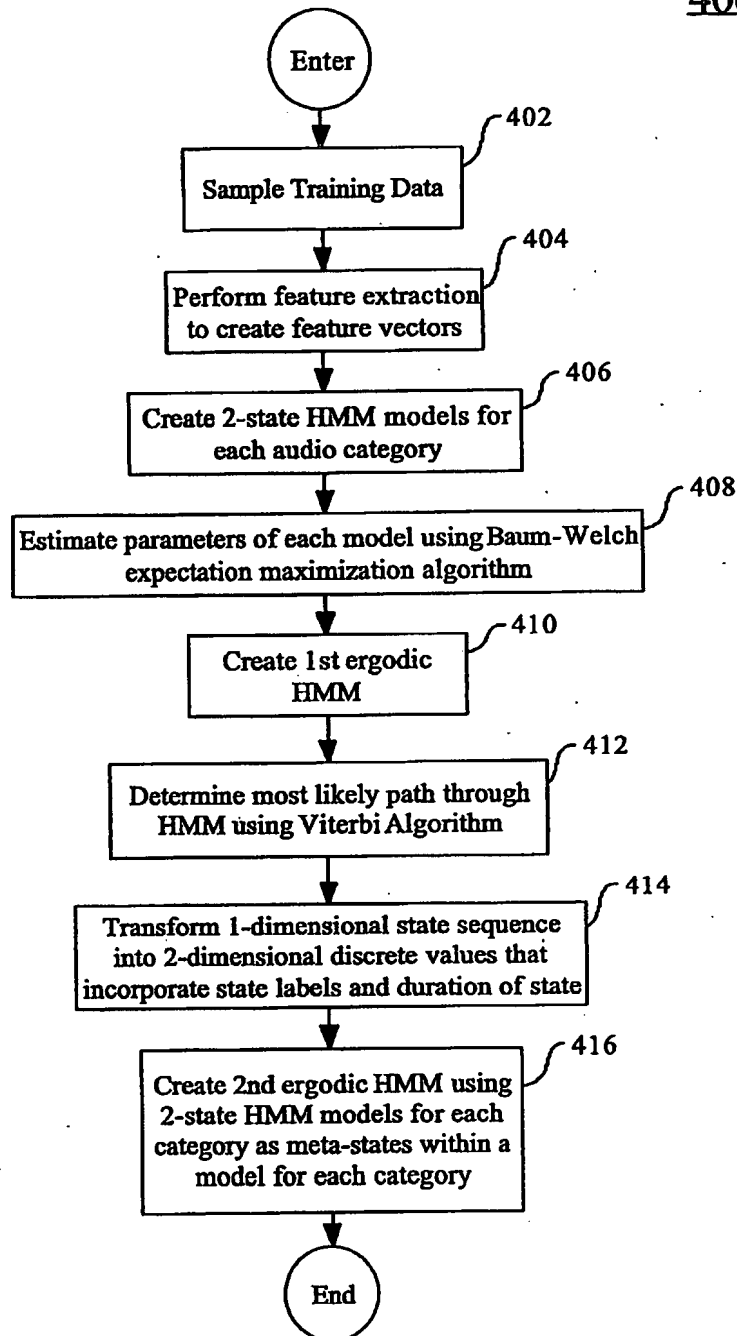 Enter
402
Sample Training Data
404
Perform feature extraction
to create feature vectors
406
Create 2-state HMM models for
each audio category
408
Estimate parameters of each model using Baum-Welch
expectation maximization algorithm
410
Create 1st ergodic
HMM
412
Determine most likely path through
HMM using Viterbi Algorithm
414
Transform 1-dimensional state sequence
into 2-dimensional discrete values that
incorporate state labels and duration of state
416
Create 2nd ergodic HMM using
2-state HMM models for each
category as meta-states within a
model for each category
End